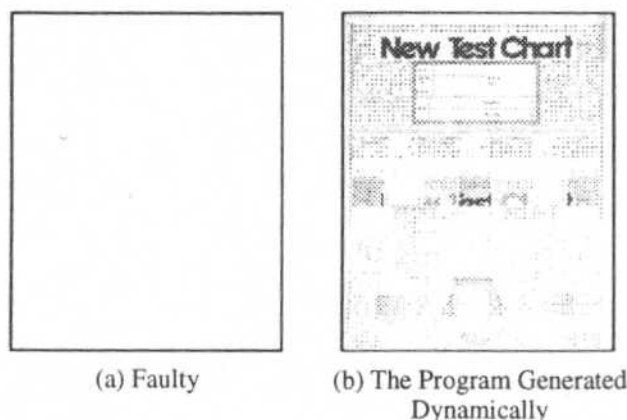 New Test Chart
(a) Faulty
(b) The Program Generated
Dynamically